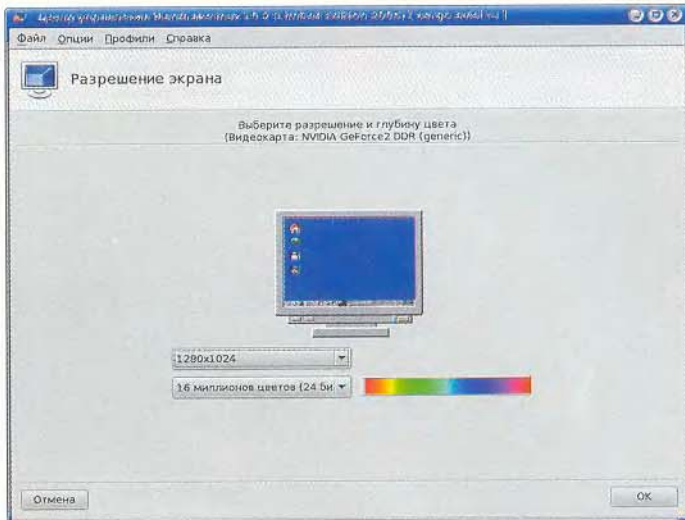 Файл Опции Профили Справка
Разрешение экрана
Выберите разрешение и глубину цвета
(Видеокарта: NVIDIA GeForce2 DDR (generic))
1280x1024
16 миллионов цветов (24 би
Отмена
OK